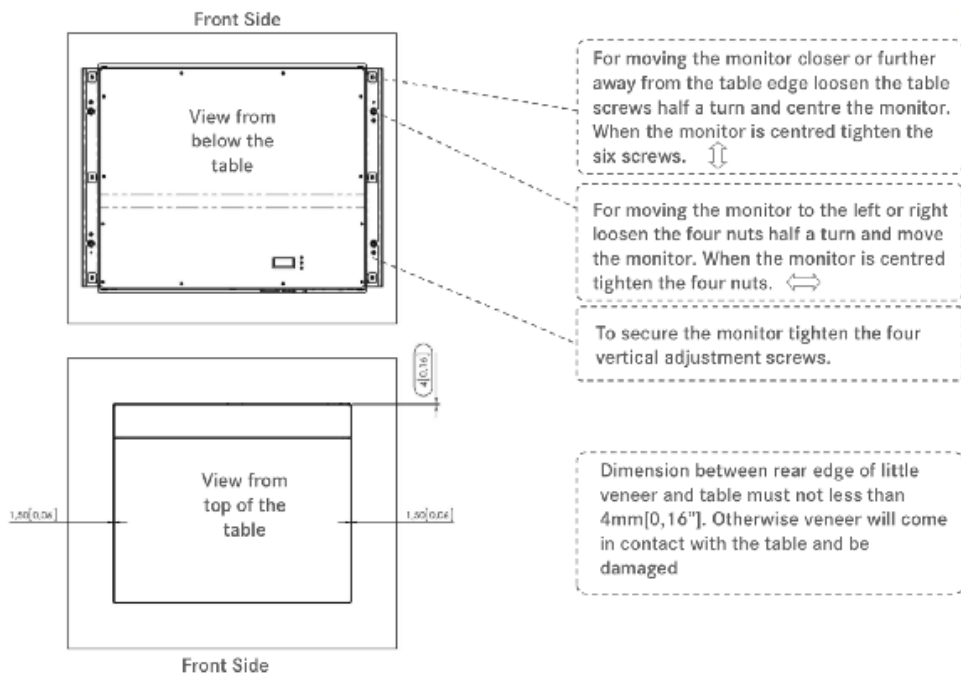 Front Side
View from
below the
table
For moving the monitor closer or further
away from the table edge loosen the table
screws half a turn and centre the monitor.
When the monitor is centred tighten the
six screws.
For moving the monitor to the left or right
loosen the four nuts half a turn and move
the monitor. When the monitor is centred
tighten the four nuts.
To secure the monitor tighten the four
vertical adjustment screws.
4[0,16]
View from
top of the
table
1,50[0,06]
1,50[0,06]
Dimension between rear edge of little
veneer and table must not less than
4mm[0,16"]. Otherwise veneer will come
in contact with the table and be
damaged
Front Side